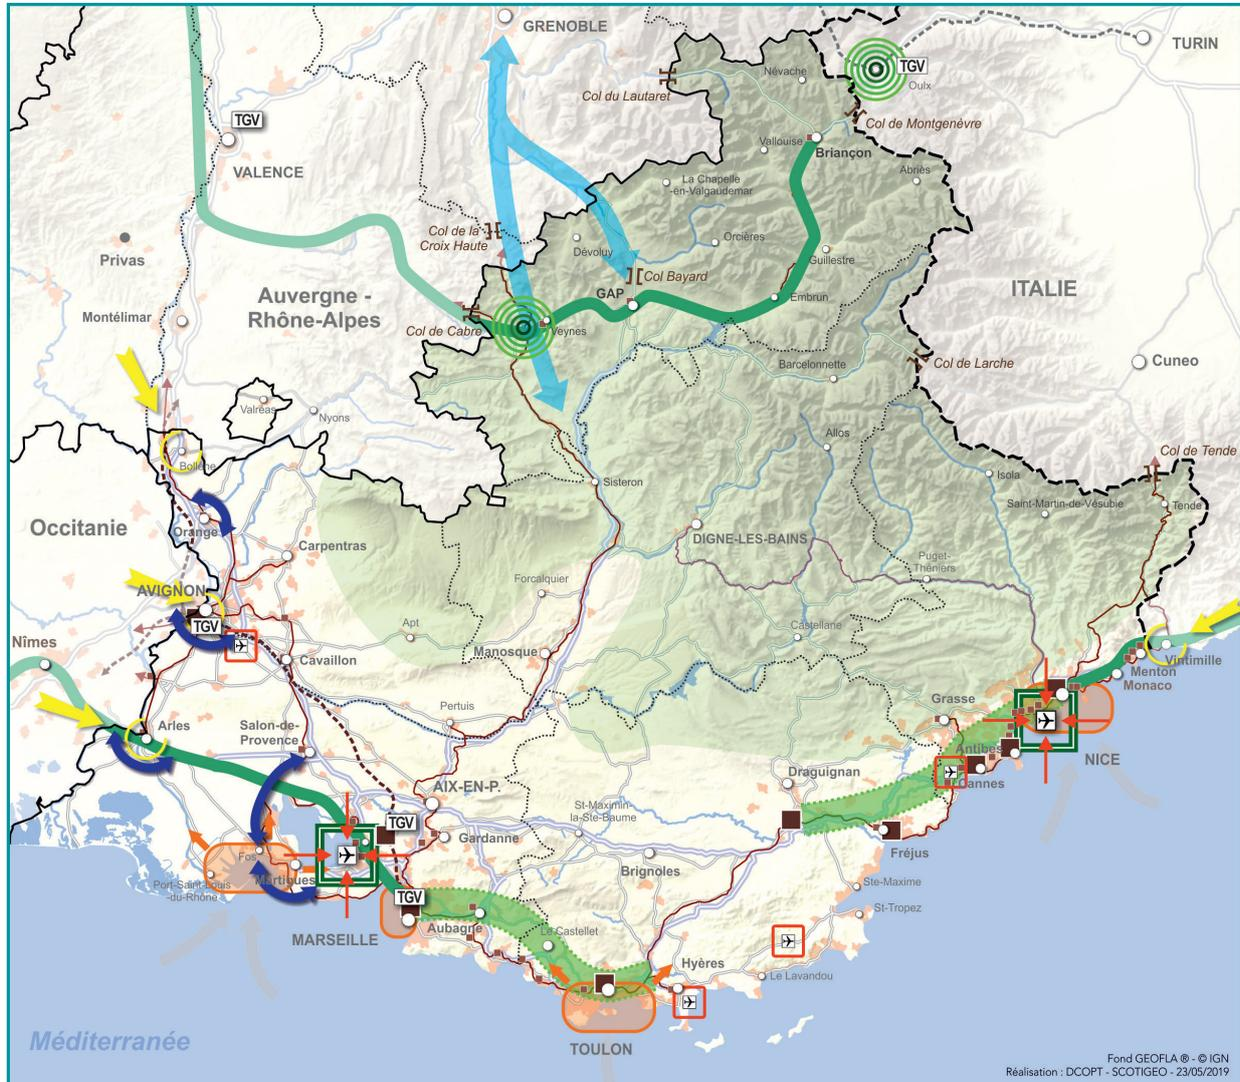 GRENOBLE
TURIN
Névache
TGV
Oulx
Col du Lautaret
TGV
Col de Montgenèvre
Vallouise
Briançon
VALENCE
Abriès
La Chapelle
-en-Valgaudemar
Col de la
Croix Haute
Orcières
Privas
Dévoluy
Guillestre
Col Bayard
ITALIE
Auvergne -
Rhône-Alpes
GAP
Embrun
Montélimar
Col de Cabre
Veynes
Cuneo
Barcelonnette
Col de Larche
Valréas
Nyons
Allos
Col de Tende
Bollène
Isola
Sisteron
Saint-Martin-de-Vésubie
Tende
Occitanie
Orange
DIGNE-LES-BAINS
Carpentras
Puget-
Théniers
Forcalquier
AVIGNON
Apt
TGV
Castellane
Nîmes
Manosque
Cavaillon
Vintimille
Menton
Monaco
Grasse
Pertuis
Arles
Salon-de-
Provence
Antibes
NICE
Draguignan
Cannes
AIX-EN-P.
St-Maximin
la-Ste-Baume
TGV
Gardanne
Fréjus
Fos
Brignoles
Martigues
Port-Saint-Louis
-du-Rhône
Ste-Maxime
TGV
St-Tropez
Aubagne
MARSEILLE
Le Castellet
Hyères
Le Lavandou
Méditerranée
TOULON
Fond GEOFLA ® - © IGN
Réalisation : DCOPT - SCOTIGEO - 23/05/2019